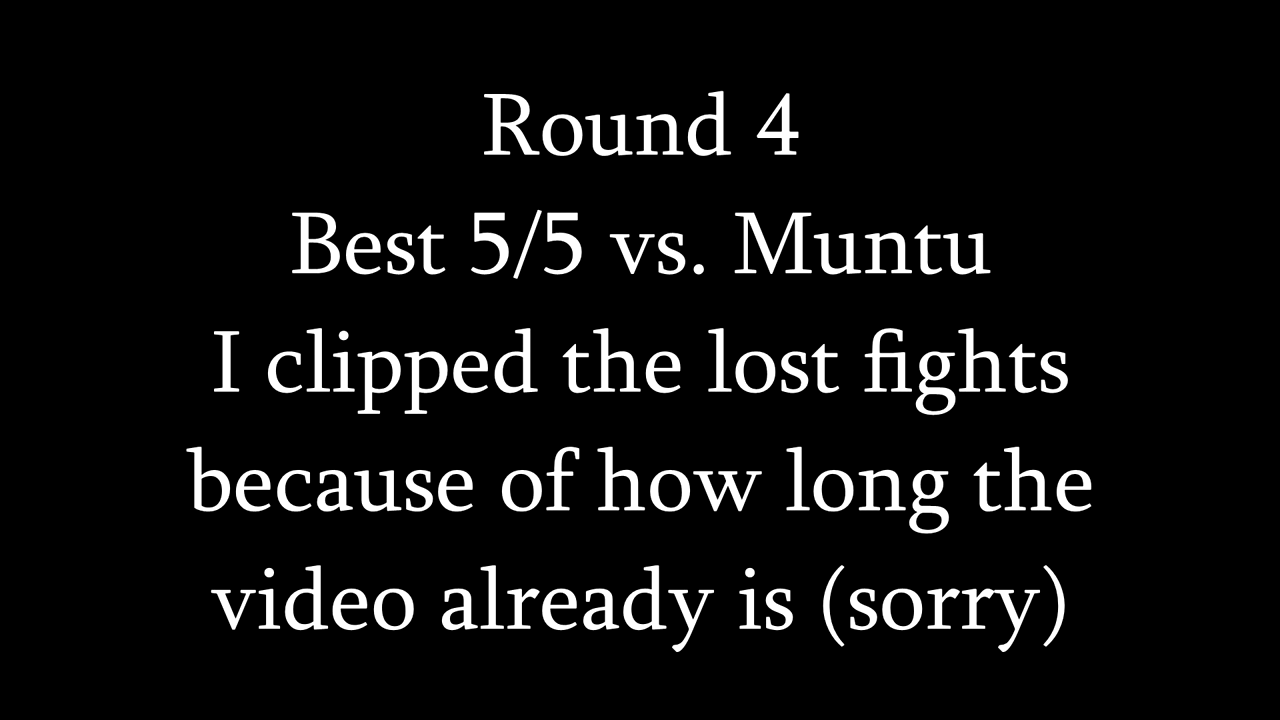 Round 4
Best 5/5 vs. Muntu
I clipped the lost fights
because of how long the
video already is (sorry)